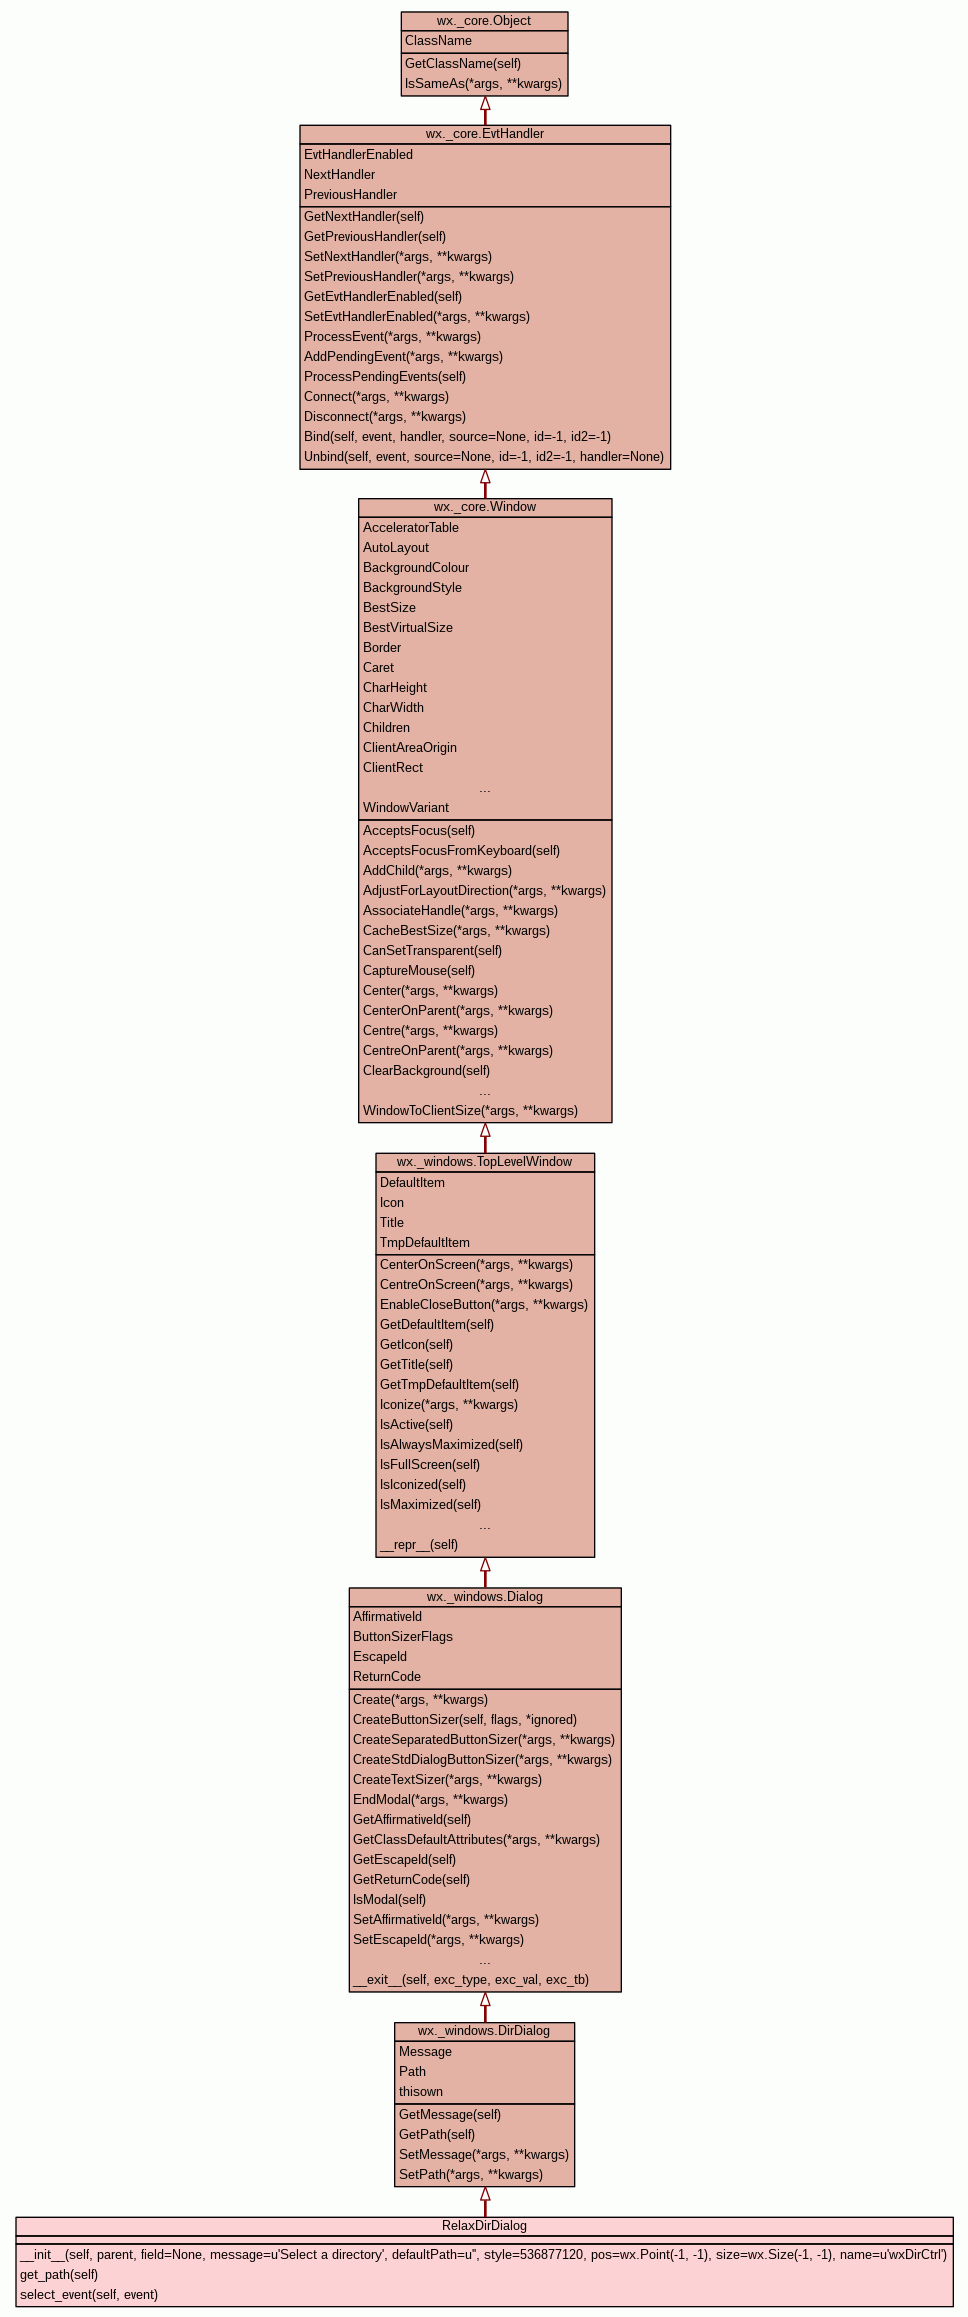 wx._core.Object
ClassName
GetClassName(self)
IsSameAs(*args, **kwargs)
wx._core.EvtHandler
EvtHandlerEnabled
NextHandler
PreviousHandler
GetNextHandler(self)
GetPreviousHandler(self)
SetNextHandler(*args, **kwargs)
SetPreviousHandler(*args, **kwargs)
GetEvtHandlerEnabled(self)
SetEvtHandlerEnabled(*args, **kwargs)
ProcessEvent(*args, **kwargs)
AddPendingEvent(*args, **kwargs)
ProcessPendingEvents(self)
Connect(*args, **kwargs)
Disconnect(*args, **kwargs)
Bind(self, event, handler, source=None, id=-1, id2=-1)
Unbind(self, event, source=None, id=-1, id2=-1, handler=None)
wx._core.Window
AcceleratorTable
AutoLayout
BackgroundColour
BackgroundStyle
BestSize
BestVirtualSize
Border
Caret
CharHeight
CharWidth
Children
ClientAreaOrigin
ClientRect
...
WindowVariant
AcceptsFocus(self)
AcceptsFocusFromKeyboard(self)
AddChild(*args, **kwargs)
AdjustForLayoutDirection(*args, **kwargs)
AssociateHandle(*args, **kwargs)
CacheBestSize(*args, **kwargs)
CanSetTransparent(self)
CaptureMouse(self)
Center(*args, **kwargs)
CenterOnParent(*args, **kwargs)
Centre(*args, **kwargs)
CentreOnParent(*args, **kwargs)
ClearBackground(self)
...
WindowToClientSize(*args, **kwargs)
wx._windows.TopLevelWindow
DefaultItem
Icon
Title
TmpDefaultItem
CenterOnScreen(*args, **kwargs)
CentreOnScreen(*args, **kwargs)
EnableCloseButton(*args, **kwargs)
GetDefaultItem(self)
GetIcon(self)
GetTitle(self)
GetTmpDefaultItem(self)
Iconize(*args, **kwargs)
IsActive(self)
IsAlwaysMaximized(self)
IsFullScreen(self)
IsIconized(self)
IsMaximized(self)
...
__repr__(self)
wx._windows.Dialog
AffirmativeId
ButtonSizerFlags
EscapeId
ReturnCode
Create(*args, **kwargs)
CreateButtonSizer(self, flags, *ignored)
CreateSeparatedButtonSizer(*args, **kwargs)
CreateStdDialogButtonSizer(*args, **kwargs)
CreateTextSizer(*args, **kwargs)
EndModal(*args, **kwargs)
GetAffirmativeId(self)
GetClassDefaultAttributes(*args, **kwargs)
GetEscapeId(self)
GetReturnCode(self)
IsModal(self)
SetAffirmativeId(*args, **kwargs)
SetEscapeId(*args, **kwargs)
...
__exit__(self, exc_type, exc_val, exc_tb)
wx._windows.DirDialog
Message
Path
thisown
GetMessage(self)
GetPath(self)
SetMessage(*args, **kwargs)
SetPath(*args, **kwargs)
RelaxDirDialog
__init__(self, parent, field=None, message=u'Select a directory', defaultPath=u'', style=536877120, pos=wx.Point(-1, -1), size=wx.Size(-1, -1), name=u'wxDirCtrl')
get_path(self)
select_event(self, event)